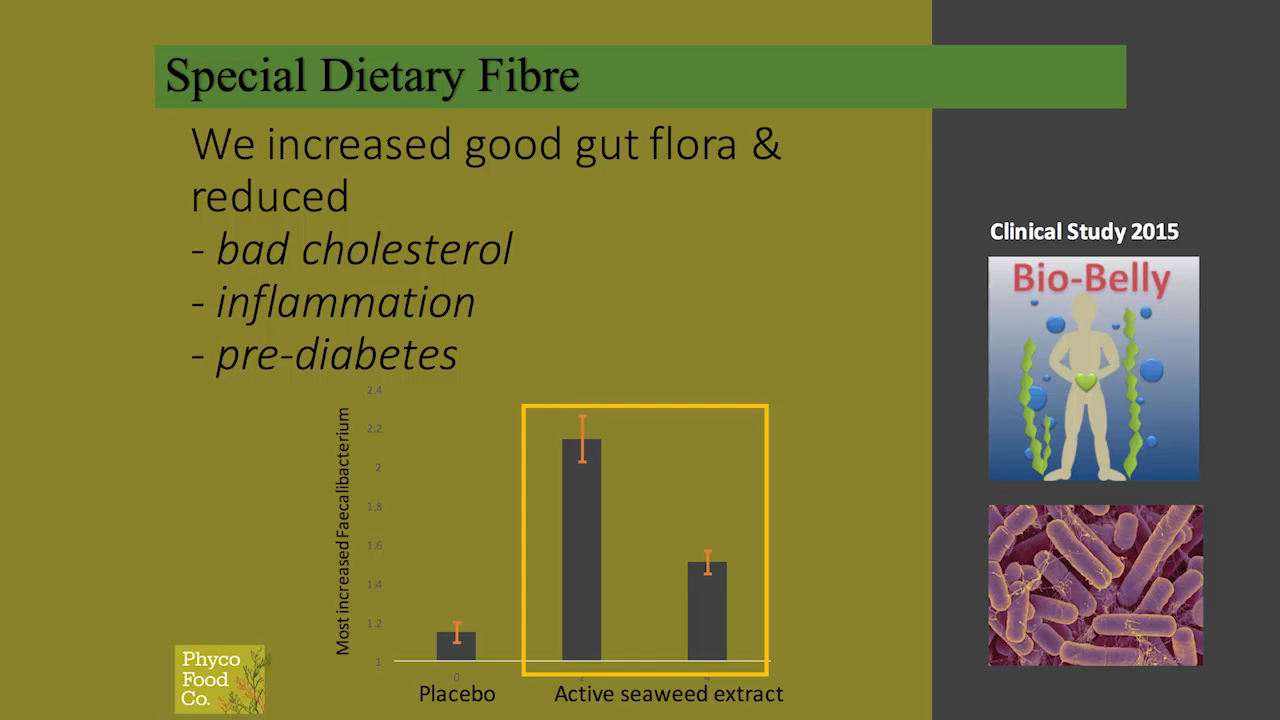 Special Dietary Fibre
We increased good gut flora &
reduced
- bad cholesterol
- inflammation
- pre-diabetes
Clinical Study 2015
Bio-Belly
Most increased Faecalibacterium
2.4
2.2
2
1.8
1.6
1.4
1.2
1
0
Placebo
Active seaweed extract
Phyco
Food
Co.